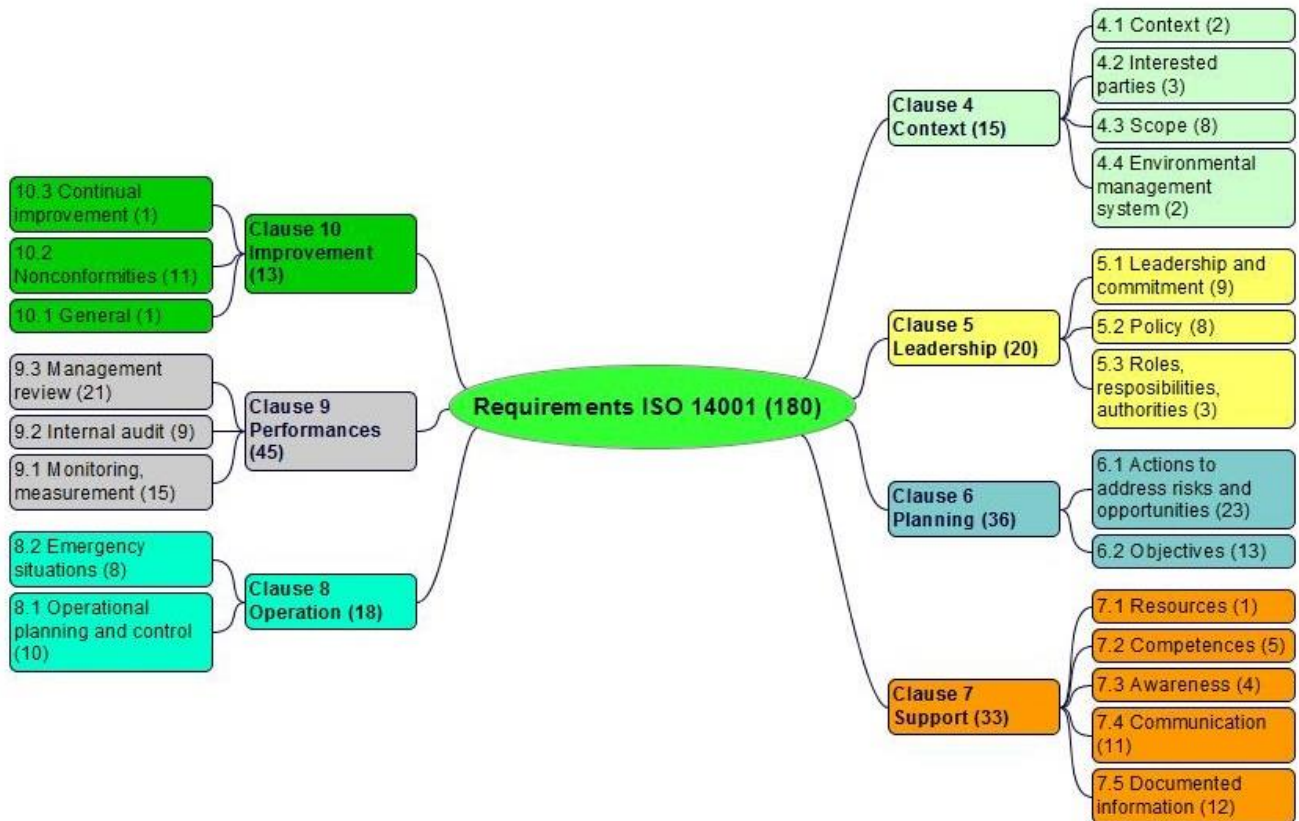 Requirements ISO 14001 (180)
Clause 4
Context (15)
4.1 Context (2)
4.2 Interested
parties (3)
4.3 Scope (8)
4.4 Environmental
management
system (2)
Clause 5
Leadership (20)
5.1 Leadership and
commitment (9)
5.2 Policy (8)
5.3 Roles,
resposibilities,
authorities (3)
Clause 6
Planning (36)
6.1 Actions to
address risks and
opportunities (23)
6.2 Objectives (13)
Clause 7
Support (33)
7.1 Resources (1)
7.2 Competences (5)
7.3 Awareness (4)
7.4 Communication
(11)
7.5 Documented
information (12)
Clause 8
Operation (18)
8.2 Emergency
situations (8)
8.1 Operational
planning and control
(10)
Clause 9
Performances
(45)
9.3 Management
review (21)
9.2 Internal audit (9)
9.1 Monitoring,
measurement (15)
Clause 10
Improvement
(13)
10.3 Continual
improvement (1)
10.2
Nonconformities (11)
10.1 General (1)